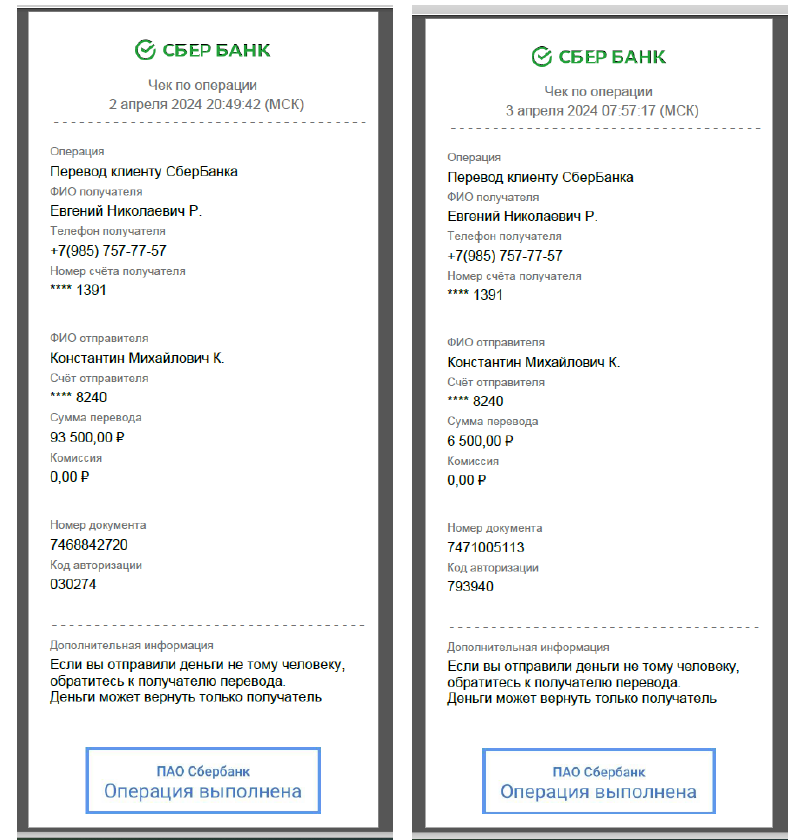 СБЕР БАНК
Чек по операции
2 апреля 2024 20:49:42 (МСК)
Операция
Перевод клиенту СберБанка
ФИО получателя
Евгений Николаевич Р.
Телефон получателя
+7(985) 757-77-57
Номер счёта получателя
**** 1391
ФИО отправителя
Константин Михайлович К.
Счёт отправителя
**** 8240
Сумма перевода
93 500,00 ₽
Комиссия
0,00 ₽
Номер документа
7468842720
Код авторизации
030274
Дополнительная информация
Если вы отправили деньги не тому человеку,
обратитесь к получателю перевода.
Деньги может вернуть только получатель
ПАО Сбербанк
Операция выполнена
СБЕР БАНК
Чек по операции
3 апреля 2024 07:57:17 (МСК)
Операция
Перевод клиенту СберБанка
ФИО получателя
Евгений Николаевич Р.
Телефон получателя
+7(985) 757-77-57
Номер счёта получателя
**** 1391
ФИО отправителя
Константин Михайлович К.
Счёт отправителя
**** 8240
Сумма перевода
6 500,00 ₽
Комиссия
0,00 ₽
Номер документа
7471005113
Код авторизации
793940
Дополнительная информация
Если вы отправили деньги не тому человеку,
обратитесь к получателю перевода.
Деньги может вернуть только получатель
ПАО Сбербанк
Операция выполнена